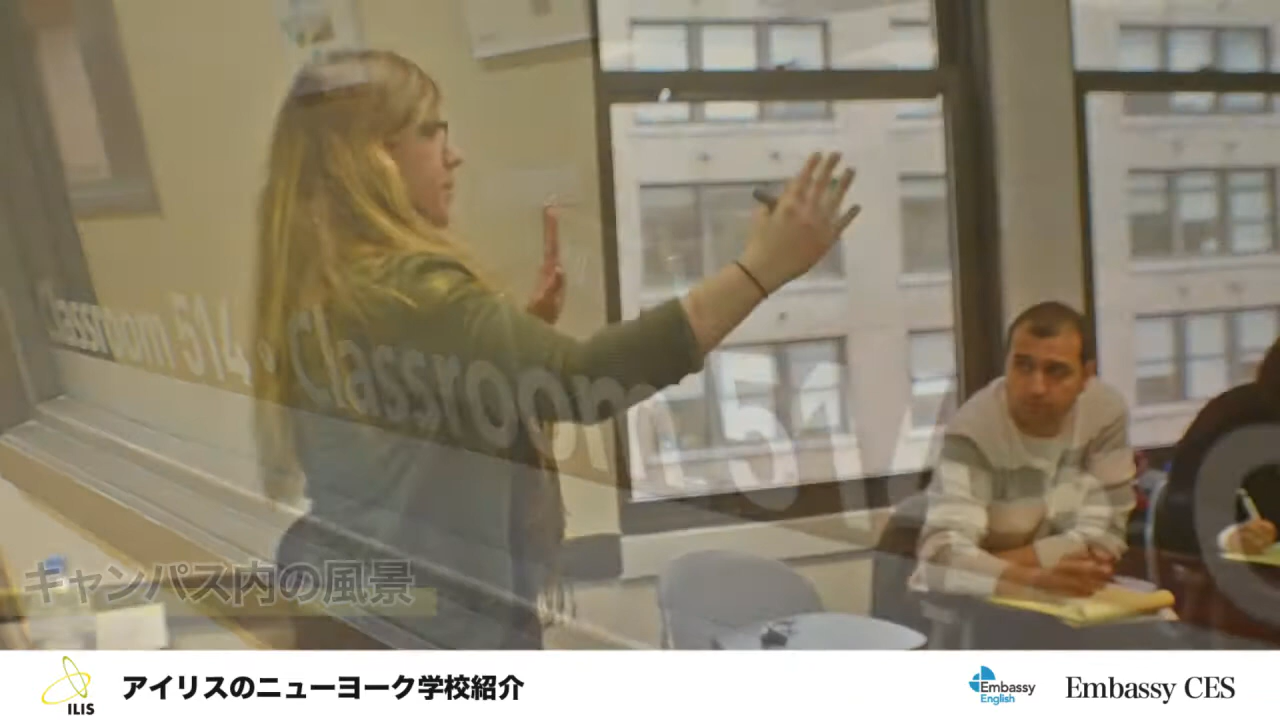 Classroom 514 • Classroom 514
キャンパス内の風景
ILIS
アイリスのニューヨーク学校紹介
Embassy
English
Embassy CES